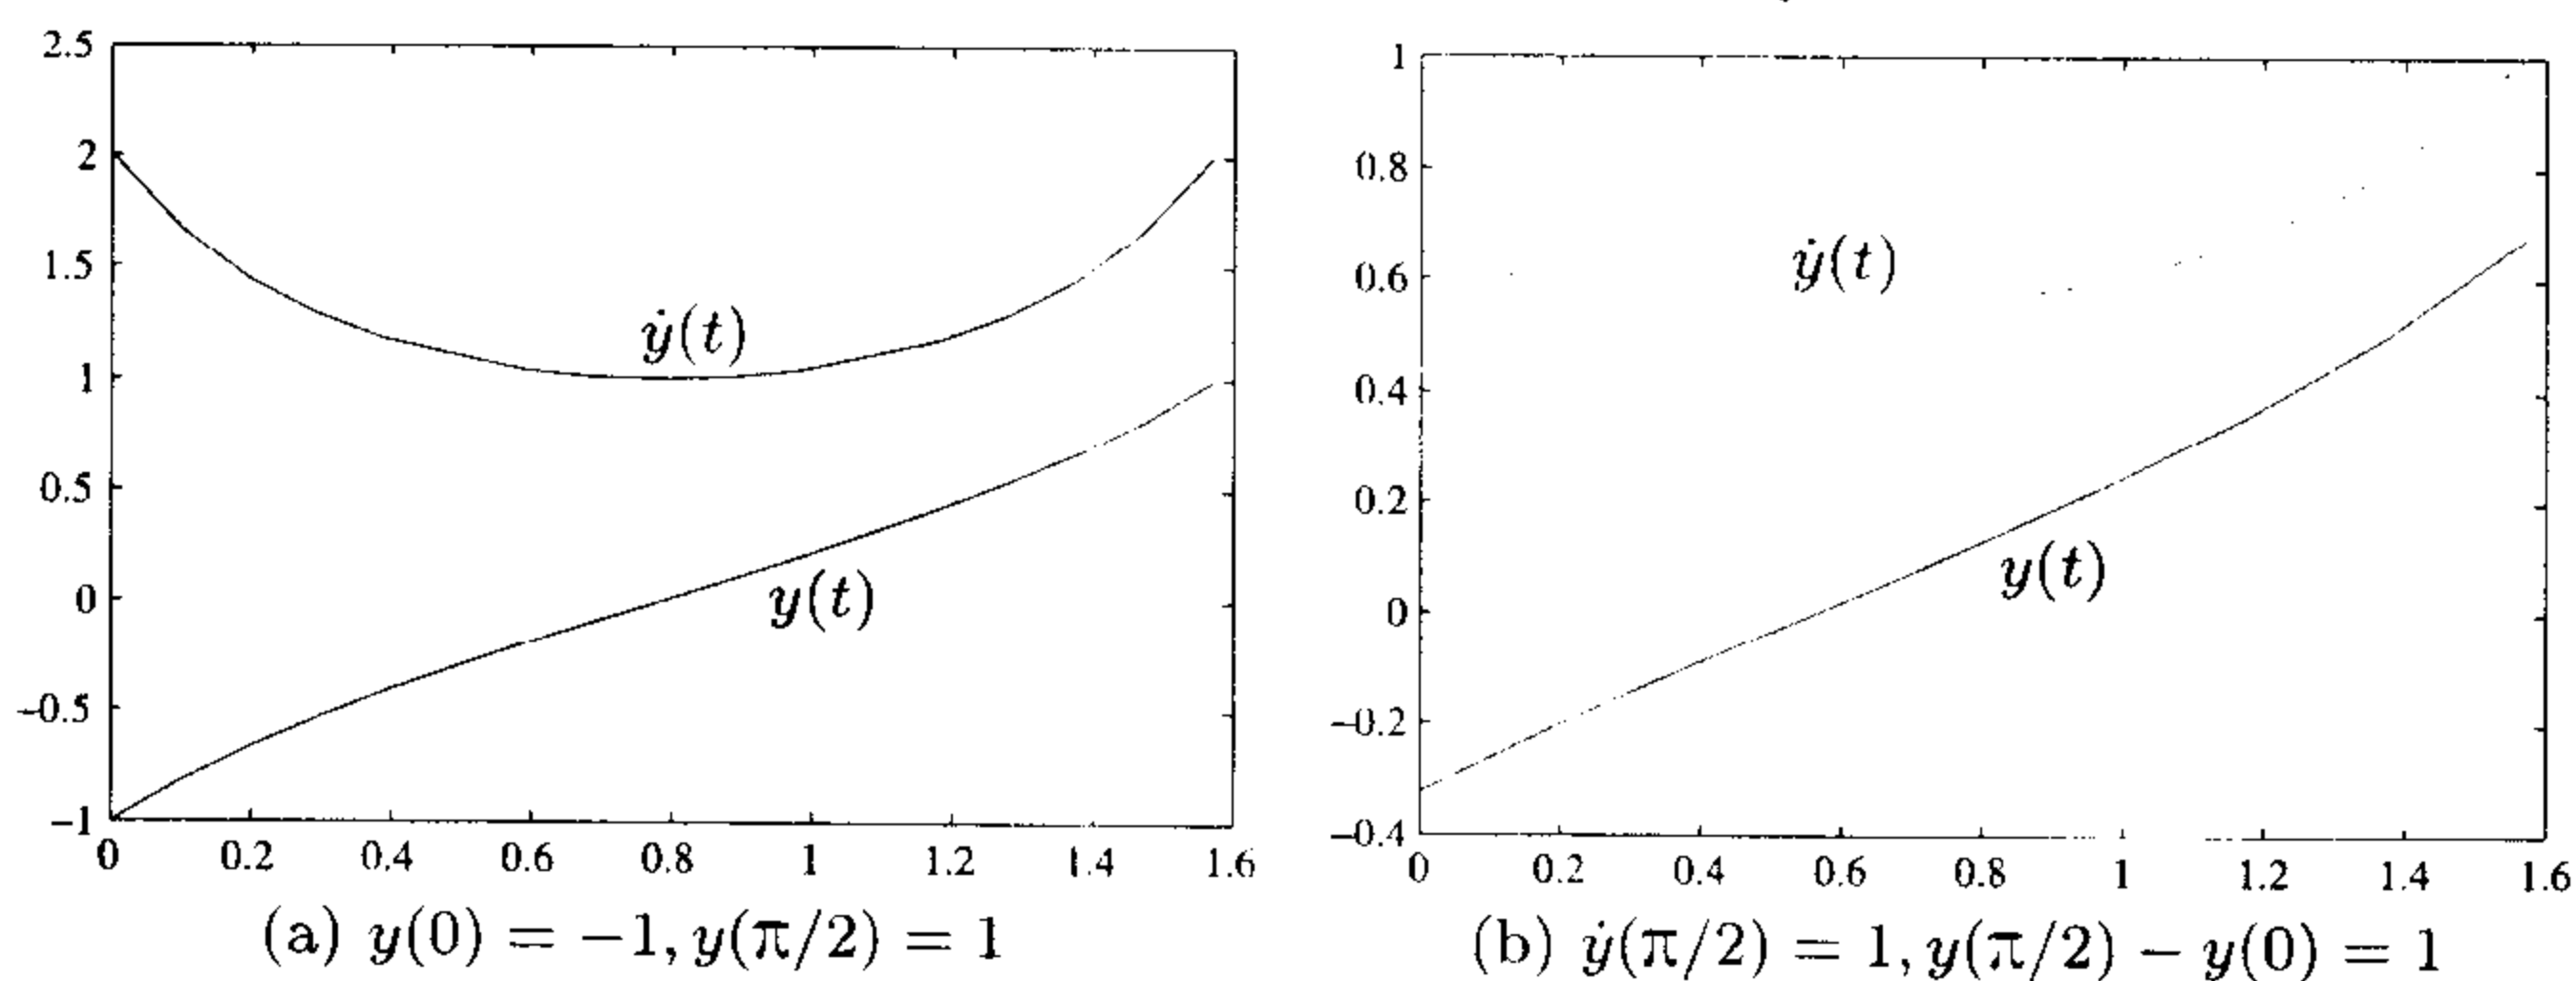 2.5
2
1.5
1
0.5
0
−0.5
−1
0 0.2 0.4 0.6 0.8 1 1.2 1.4 1.6
ẏ(t)
y(t)
(a) y(0) = −1, y(π/2) = 1
1
0.8
0.6
0.4
0.2
0
−0.2
−0.4
0 0.2 0.4 0.6 0.8 1 1.2 1.4 1.6
ẏ(t)
y(t)
(b) ẏ(π/2) = 1, y(π/2) − y(0) = 1